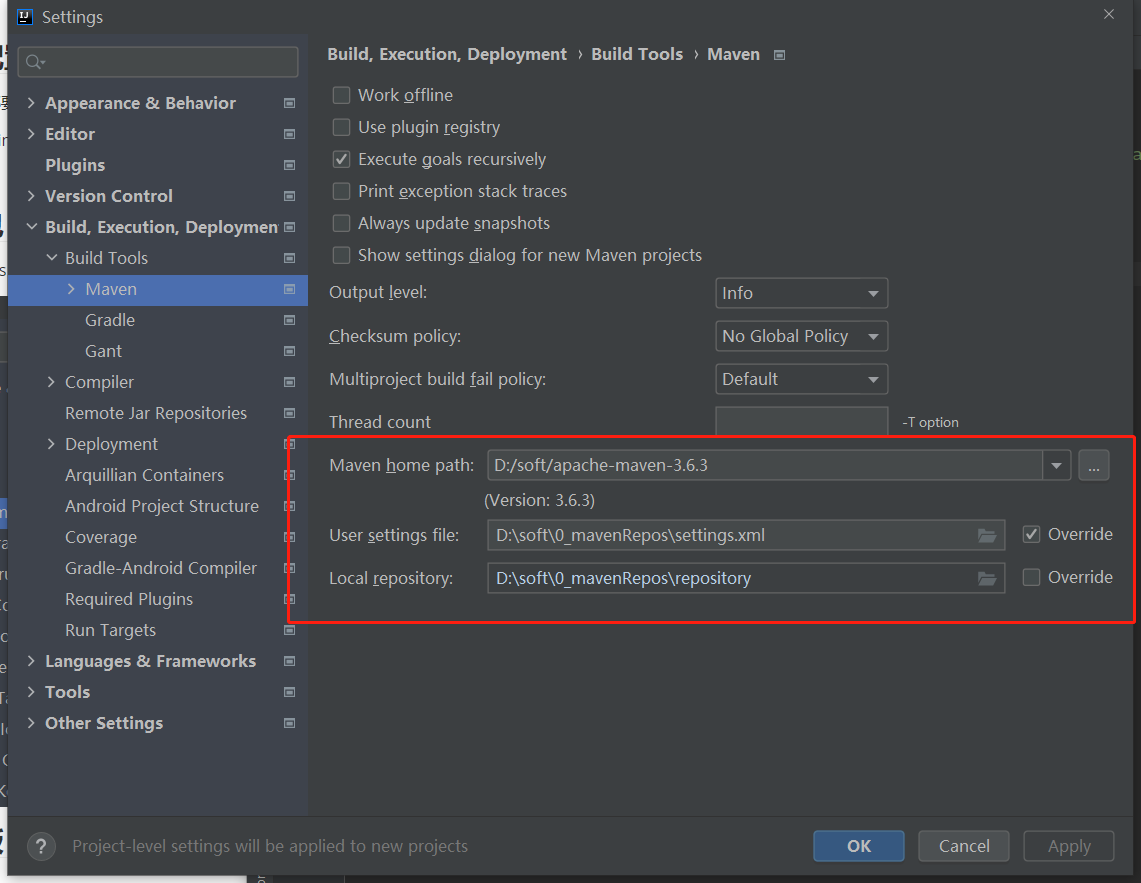 Settings
Build, Execution, Deployment › Build Tools › Maven
Appearance & Behavior
Editor
Plugins
Version Control
Build, Execution, Deploymen
Build Tools
Maven
Gradle
Gant
Compiler
Remote Jar Repositories
Deployment
Arquillian Containers
Android Project Structure
Coverage
Gradle-Android Compiler
Required Plugins
Run Targets
Languages & Frameworks
Tools
Other Settings
Work offline
Use plugin registry
Execute goals recursively
Print exception stack traces
Always update snapshots
Show settings dialog for new Maven projects
Output level: Info
Checksum policy: No Global Policy
Multiproject build fail policy: Default
Thread count -T option
Maven home path: D:/soft/apache-maven-3.6.3 ...
(Version: 3.6.3)
User settings file: D:\soft\0_mavenRepos\settings.xml Override
Local repository: D:\soft\0_mavenRepos\repository Override
? Project-level settings will be applied to new projects
OK Cancel Apply